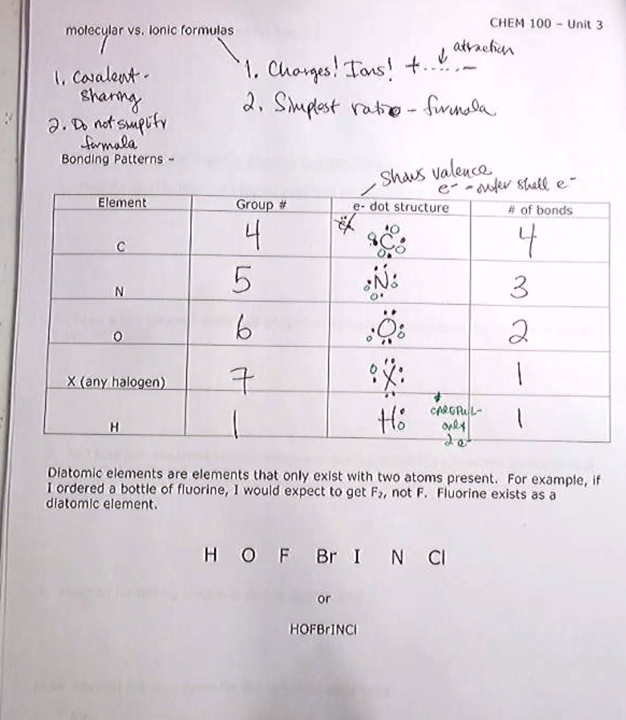 CHEM 100 – Unit 3
molecular vs. ionic formulas
attraction
1. Covalent -
sharing
2. Do not simplify
formula
1. Charges! Ions! +.....−
2. Simplest ratio - formula
Bonding Patterns –
Shows valence
e⁻ - outer shell e⁻
Element Group # e- dot structure # of bonds
C 4 C 4
N 5 N 3
O 6 O 2
X (any halogen) 7 X 1
H 1 H CAREFUL- 1
only
2 e⁻
Diatomic elements are elements that only exist with two atoms present. For example, if
I ordered a bottle of fluorine, I would expect to get F₂, not F. Fluorine exists as a
diatomic element.
H O F Br I N Cl
or
HOFBrINCl